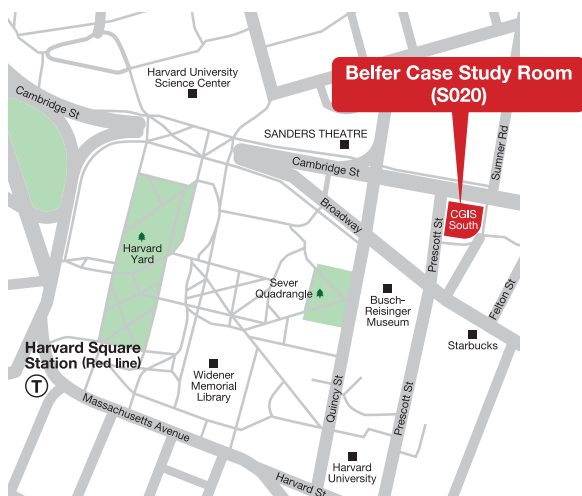 Harvard University
Science Center
Belfer Case Study Room
(S020)
Cambridge St
SANDERS THEATRE
Cambridge St
Sumner Rd
Broadway
CGIS
South
Prescott St
Harvard
Yard
Sever
Quadrangle
Busch-
Reisinger
Museum
Felton St
Starbucks
Harvard Square
Station (Red line)
T
Widener
Memorial
Library
Quincy St
Prescott St
Massachusetts Avenue
Harvard St
Harvard
University